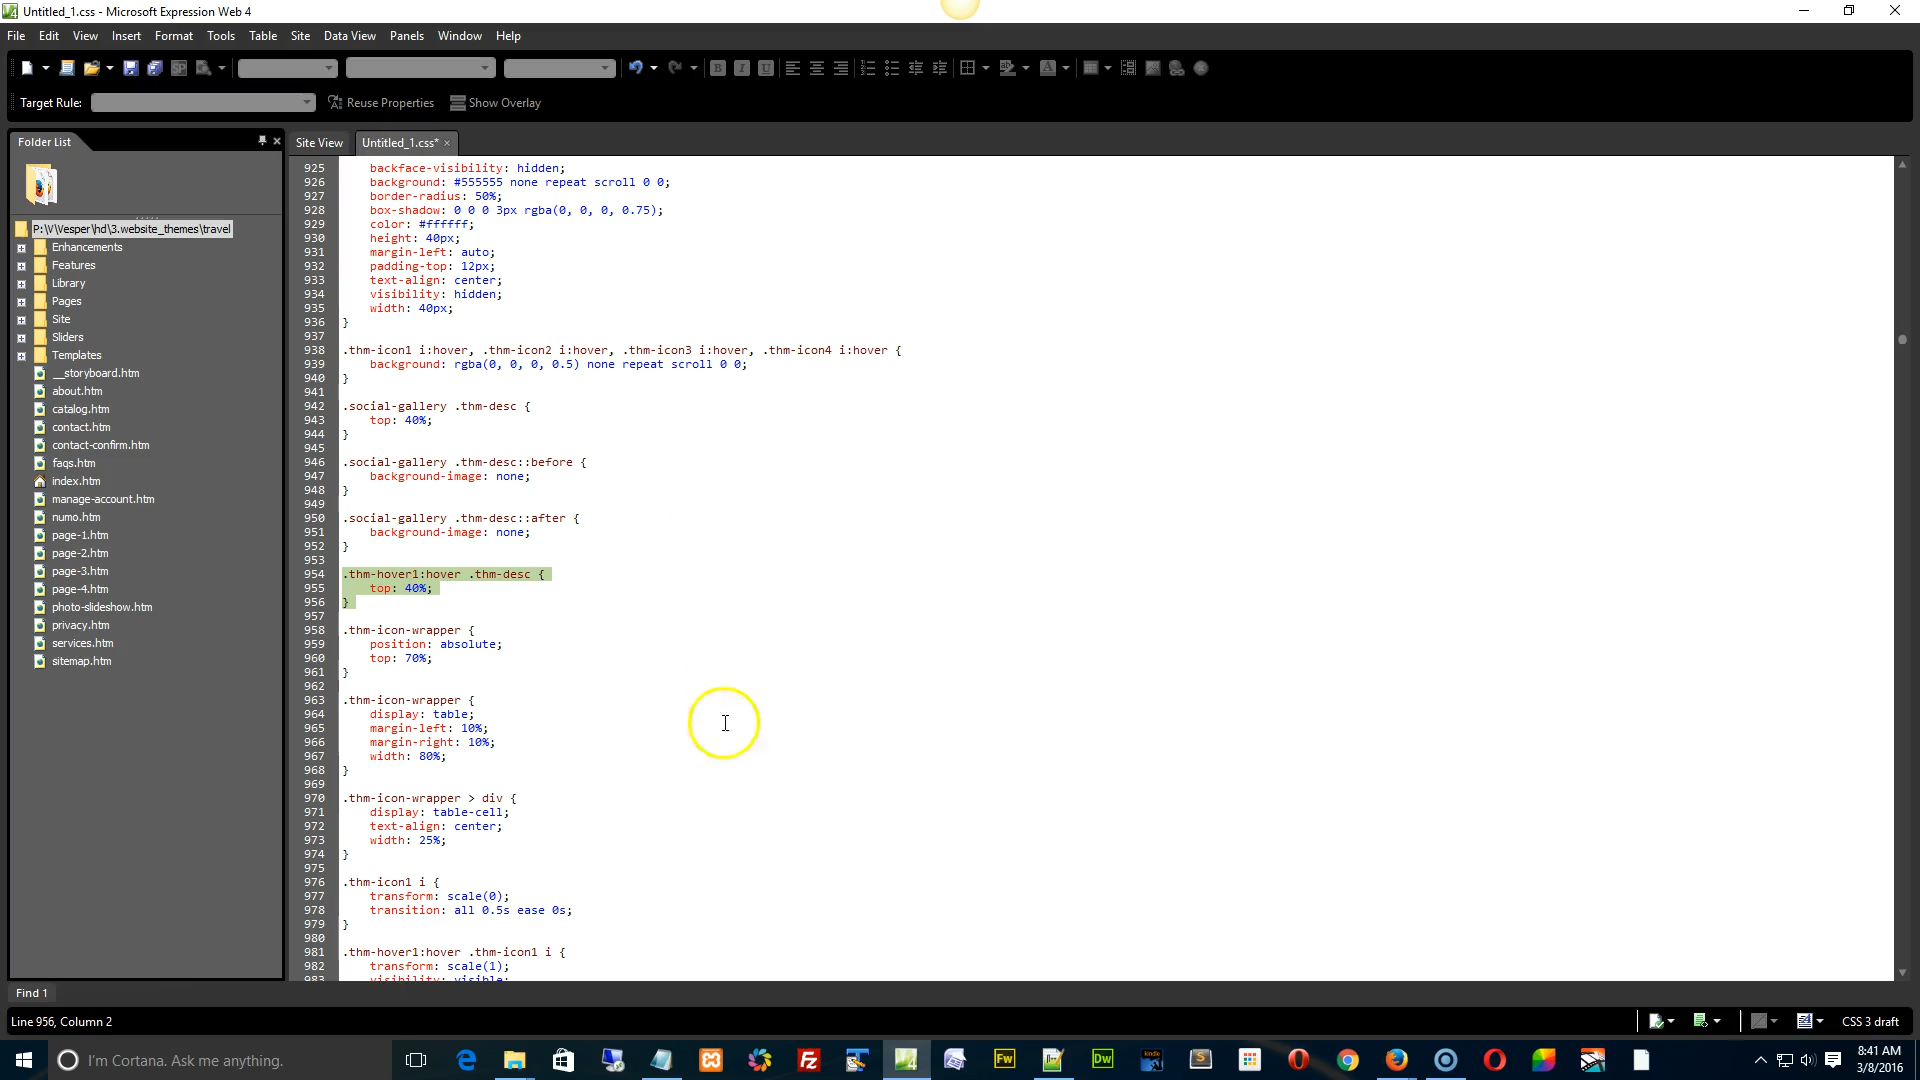 Untitled_1.css - Microsoft Expression Web 4
File Edit View Insert Format Tools Table Site Data View Panels Window Help
Target Rule: Reuse Properties Show Overlay
Folder List
Site View Untitled_1.css*
P:\V\Vesper\hd\3.website_themes\travel
Enhancements
Features
Library
Pages
Site
Sliders
Templates
__storyboard.htm
about.htm
catalog.htm
contact.htm
contact-confirm.htm
faqs.htm
index.htm
manage-account.htm
numo.htm
page-1.htm
page-2.htm
page-3.htm
page-4.htm
photo-slideshow.htm
privacy.htm
services.htm
sitemap.htm
925 backface-visibility: hidden;
926 background: #555555 none repeat scroll 0 0;
927 border-radius: 50%;
928 box-shadow: 0 0 0 3px rgba(0, 0, 0, 0.75);
929 color: #ffffff;
930 height: 40px;
931 margin-left: auto;
932 padding-top: 12px;
933 text-align: center;
934 visibility: hidden;
935 width: 40px;
936 }
937
938 .thm-icon1 i:hover, .thm-icon2 i:hover, .thm-icon3 i:hover, .thm-icon4 i:hover {
939 background: rgba(0, 0, 0, 0.5) none repeat scroll 0 0;
940 }
941
942 .social-gallery .thm-desc {
943 top: 40%;
944 }
945
946 .social-gallery .thm-desc::before {
947 background-image: none;
948 }
949
950 .social-gallery .thm-desc::after {
951 background-image: none;
952 }
953
954 .thm-hover1:hover .thm-desc {
955 top: 40%;
956 }
957
958 .thm-icon-wrapper {
959 position: absolute;
960 top: 70%;
961 }
962
963 .thm-icon-wrapper {
964 display: table;
965 margin-left: 10%;
966 margin-right: 10%;
967 width: 80%;
968 }
969
970 .thm-icon-wrapper > div {
971 display: table-cell;
972 text-align: center;
973 width: 25%;
974 }
975
976 .thm-icon1 i {
977 transform: scale(0);
978 transition: all 0.5s ease 0s;
979 }
980
981 .thm-hover1:hover .thm-icon1 i {
982 transform: scale(1);
983 visibility: visible;
Find 1
Line 956, Column 2
CSS 3 draft
I'm Cortana. Ask me anything.
Fz
Fw
Dw
kindle
S
8:41 AM
3/8/2016